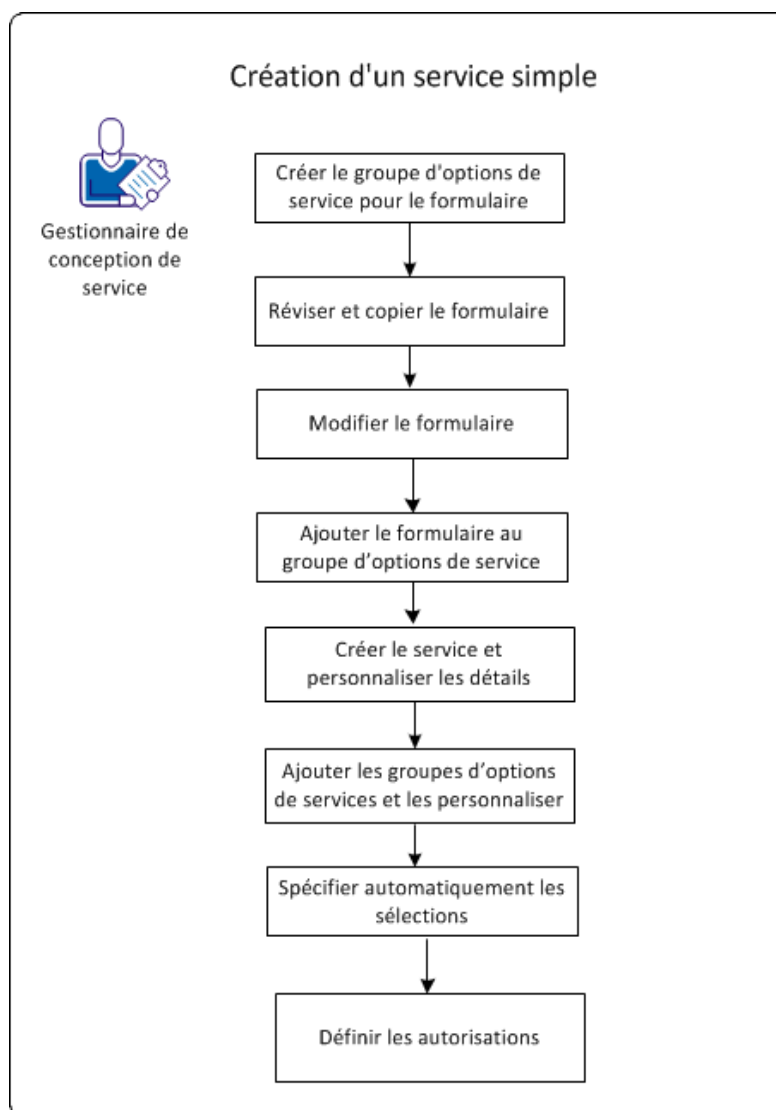 Création d'un service simple
Gestionnaire de
conception de
service
Créer le groupe d'options de
service pour le formulaire
Réviser et copier le formulaire
Modifier le formulaire
Ajouter le formulaire au
groupe d’options de service
Créer le service et
personnaliser les détails
Ajouter les groupes d’options
de services et les personnaliser
Spécifier automatiquement les
sélections
Définir les autorisations